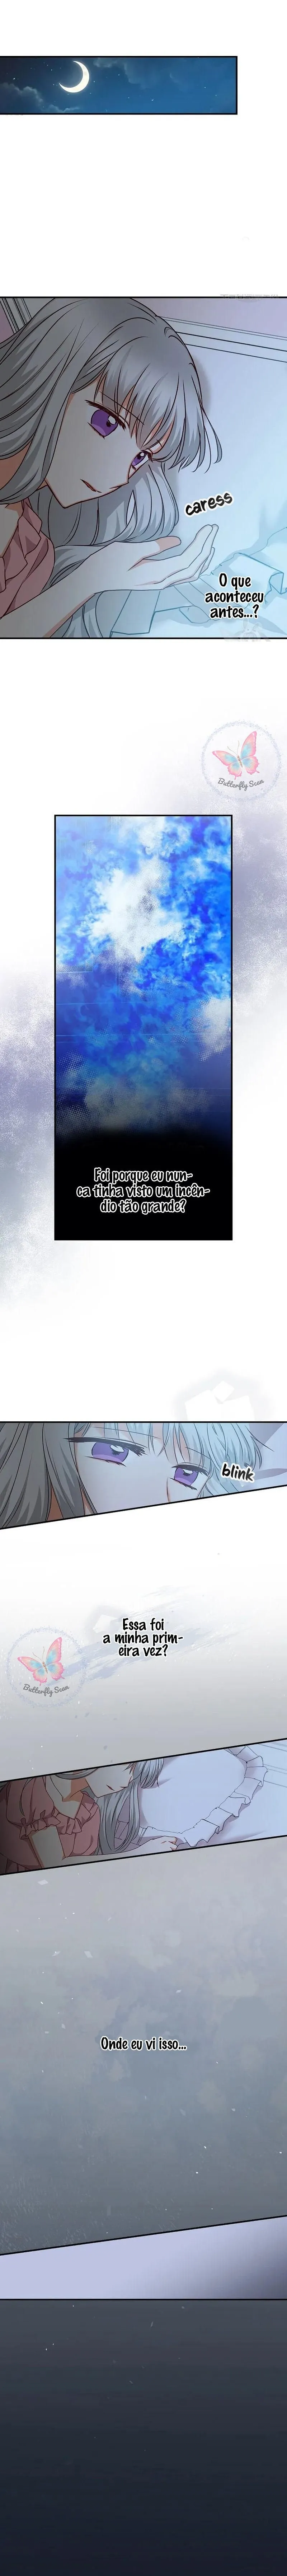 caress
O que
aconteceu
antes...?
Butterfly Scan
Foi porque eu nun-
ca tinha visto um incên-
dio tão grande?
blink
Essa foi
a minha prim-
eira vez?
Butterfly Scan
Onde eu vi isso...